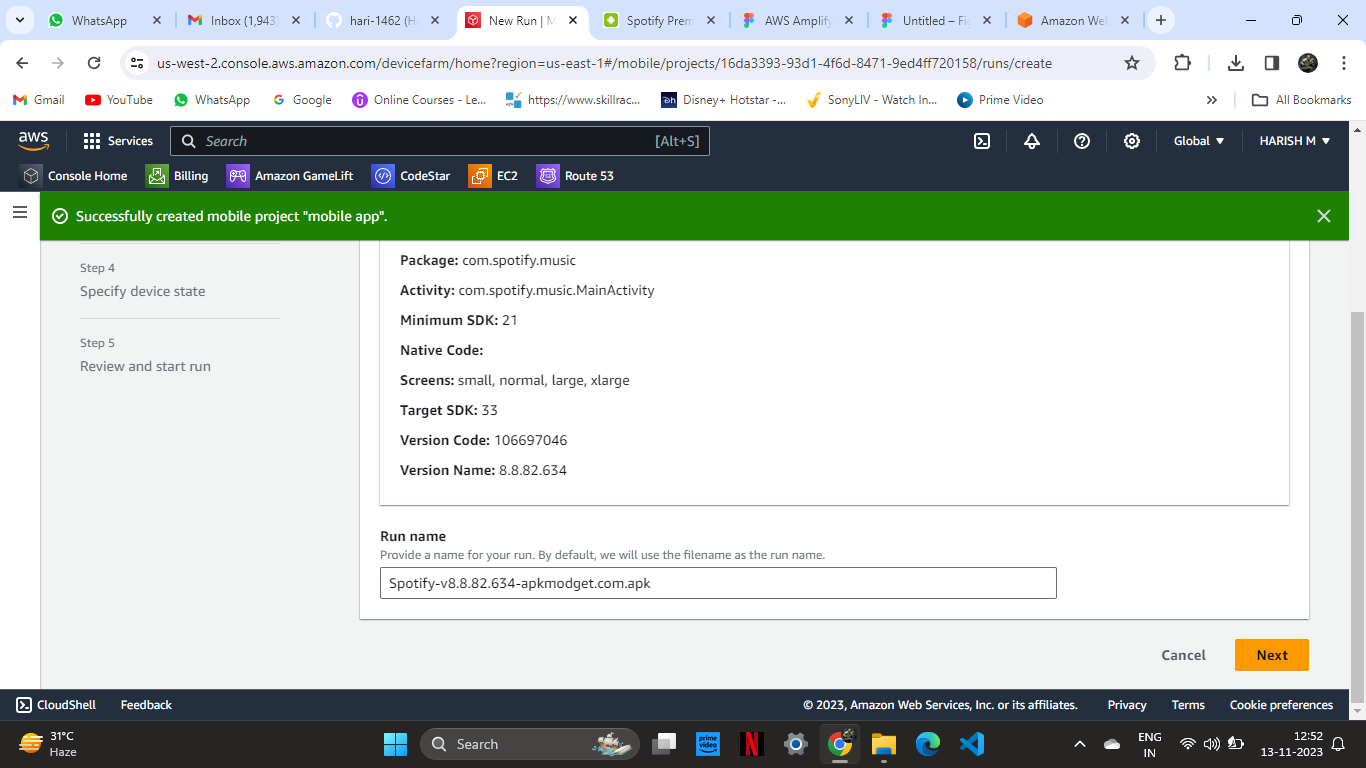 WhatsApp
Inbox (1,943)
hari-1462 (H
New Run | M
Spotify Prem
AWS Amplify
Untitled – Fi
Amazon Web
us-west-2.console.aws.amazon.com/devicefarm/home?region=us-east-1#/mobile/projects/16da3393-93d1-4f6d-8471-9ed4ff720158/runs/create
Gmail
YouTube
WhatsApp
Google
Online Courses - Le...
https://www.skillrac...
Disney+ Hotstar -...
SonyLIV - Watch In...
Prime Video
»
All Bookmarks
aws
Services
Search
[Alt+S]
Global
HARISH M
Console Home
Billing
Amazon GameLift
CodeStar
EC2
Route 53
Successfully created mobile project "mobile app".
Step 4
Specify device state
Step 5
Review and start run
Package: com.spotify.music
Activity: com.spotify.music.MainActivity
Minimum SDK: 21
Native Code:
Screens: small, normal, large, xlarge
Target SDK: 33
Version Code: 106697046
Version Name: 8.8.82.634
Run name
Provide a name for your run. By default, we will use the filename as the run name.
Spotify-v8.8.82.634-apkmodget.com.apk
Cancel
Next
CloudShell
Feedback
© 2023, Amazon Web Services, Inc. or its affiliates.
Privacy
Terms
Cookie preferences
31°C
Haze
Search
prime video
N
ENG
IN
12:52
13-11-2023